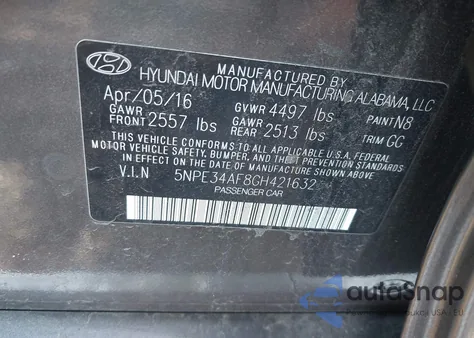 MANUFACTURED BY
HYUNDAI MOTOR MANUFACTURING ALABAMA, LLC
Apr/05/16 GVWR 4497 lbs PAINT N8
GAWR FRONT 2557 lbs GAWR REAR 2513 lbs TRIM GG
THIS VEHICLE CONFORMS TO ALL APPLICABLE U.S.A. FEDERAL
MOTOR VEHICLE SAFETY, BUMPER, AND THEFT PREVENTION
STANDARDS IN EFFECT ON THE DATE OF MANUFACTURE SHOWN ABOVE.
V.I.N 5NPE34AF8GH421632
PASSENGER CAR
autoSnap